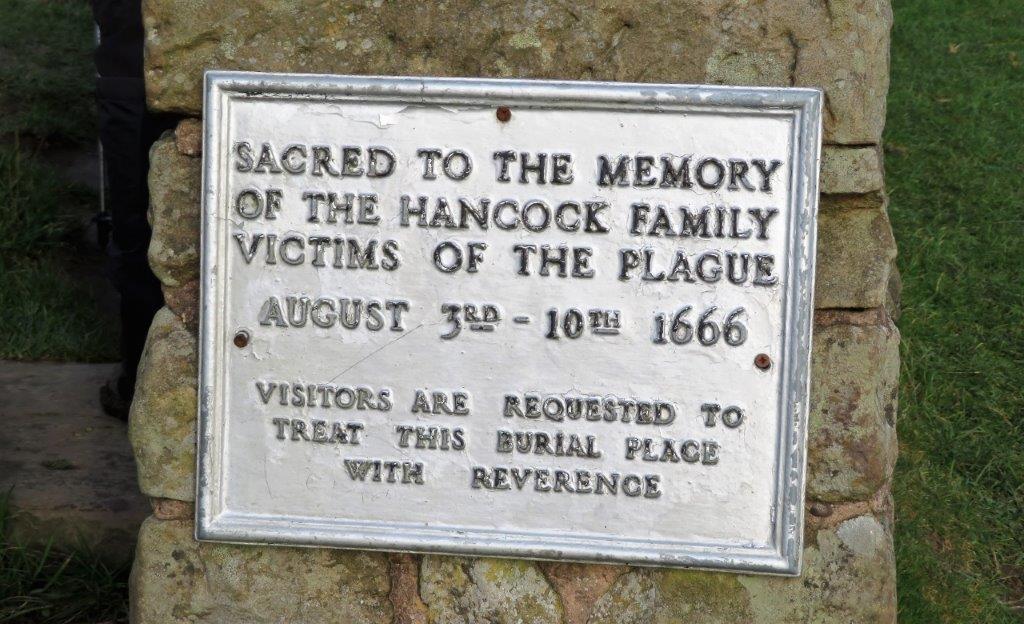 SACRED TO THE MEMORY
OF THE HANCOCK FAMILY
VICTIMS OF THE PLAGUE
AUGUST 3RD - 10TH 1666
VISITORS ARE REQUESTED TO
TREAT THIS BURIAL PLACE
WITH REVERENCE